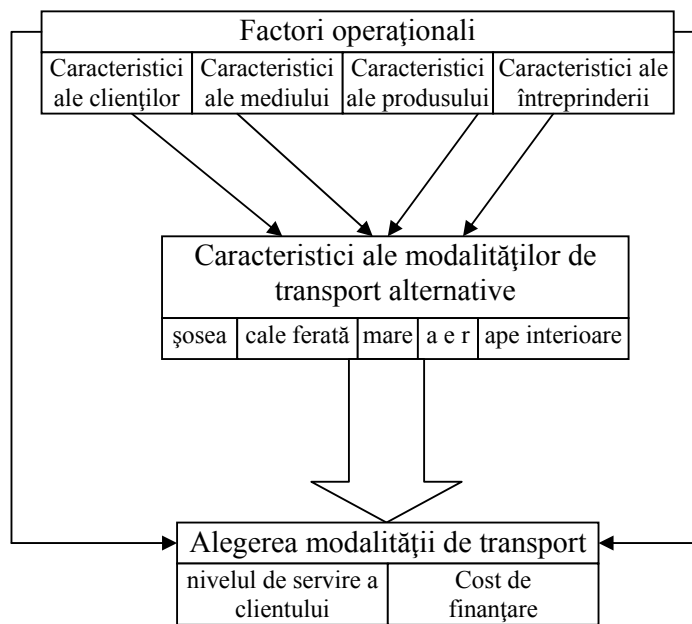 Factori operaţionali
Caracteristici
ale clienţilor
Caracteristici
ale mediului
Caracteristici
ale produsului
Caracteristici ale
întreprinderii
Caracteristici ale modalităţilor de
transport alternative
şosea
cale ferată
mare
a e r
ape interioare
Alegerea modalităţii de transport
nivelul de servire a
clientului
Cost de
finanţare